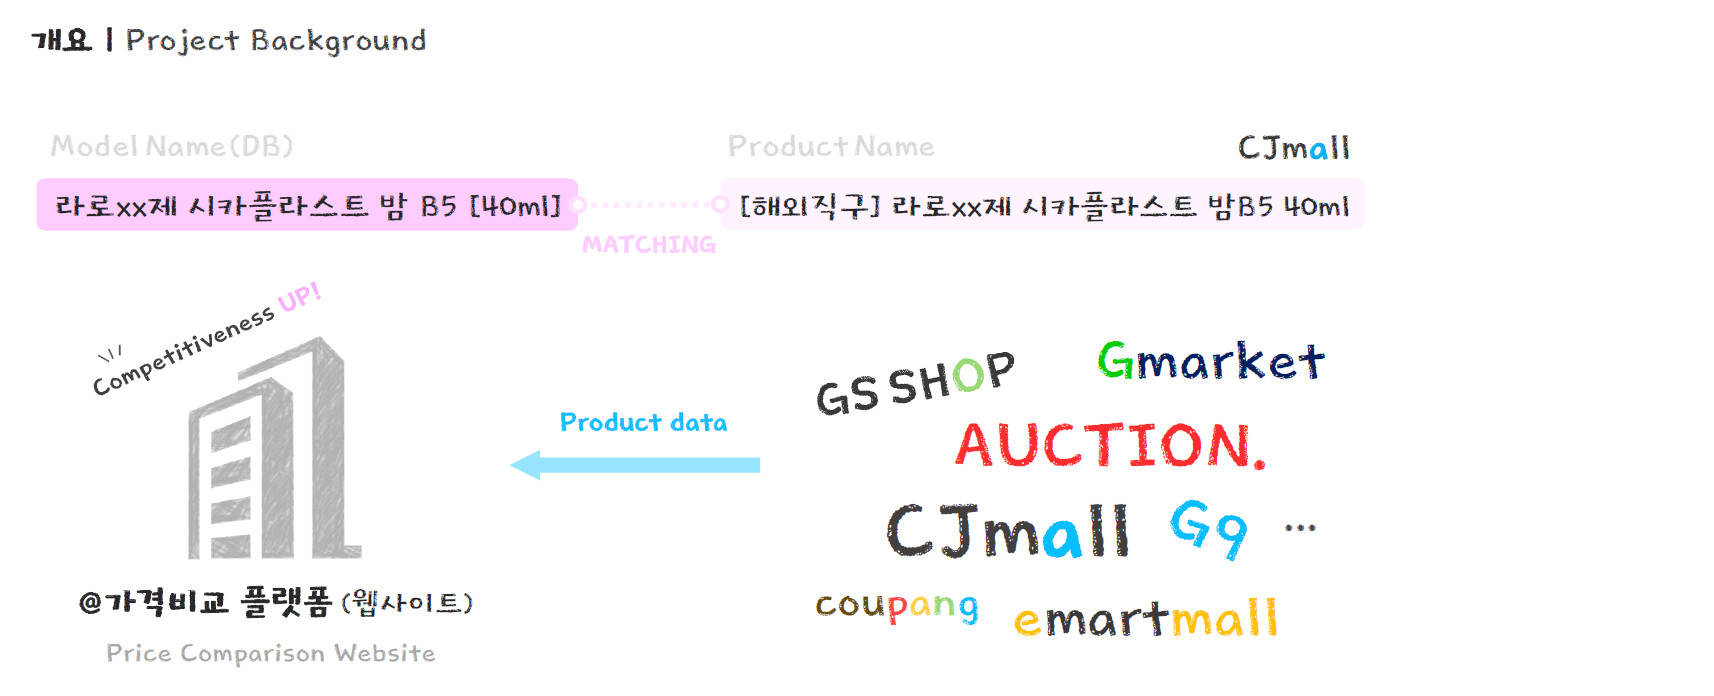 개요 | Project Background
Model Name(DB)
Product Name
CJmall
라로xx제 시카플라스트 밤 B5 [40ml]
[해외직구] 라로xx제 시카플라스트 밤B5 40ml
MATCHING
Competitiveness UP!
GS SHOP
Gmarket
Product data
AUCTION.
CJmall
G9
...
coupang
emartmall
@가격비교 플랫폼 (웹사이트)
Price Comparison Website